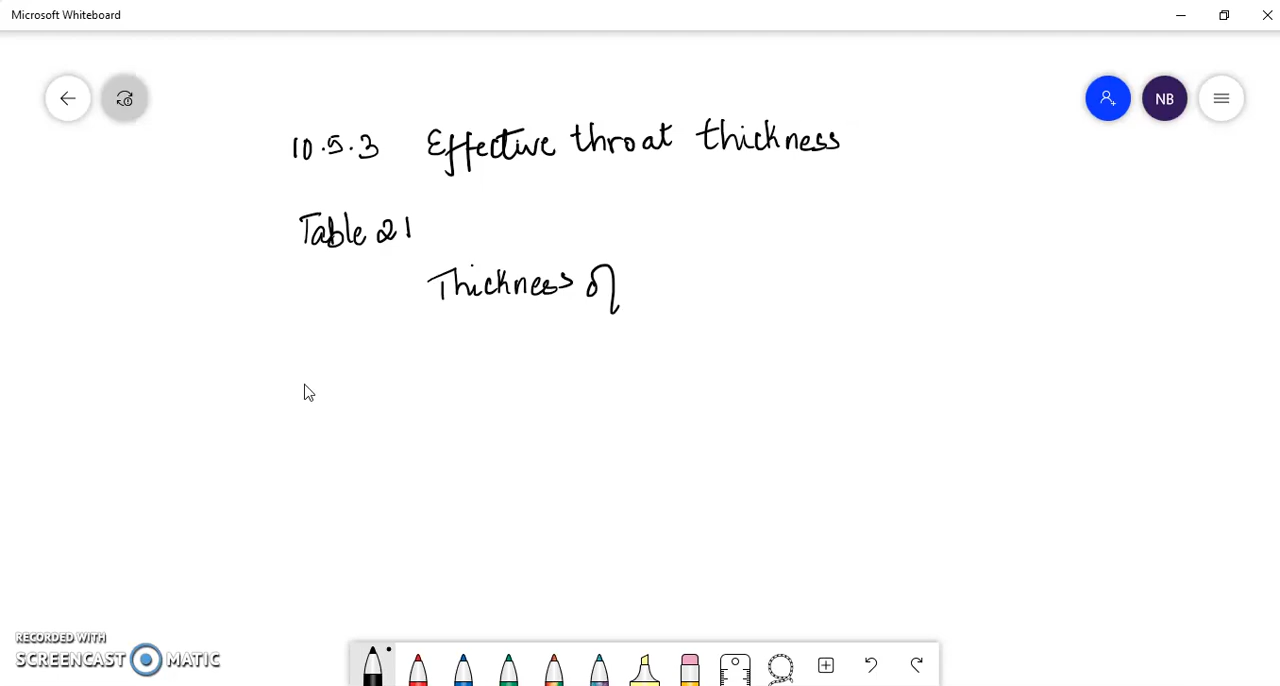 Microsoft Whiteboard
NB
10.5.3 Effective throat thickness
Table 21
Thickness of
RECORDED WITH
SCREENCAST MATIC